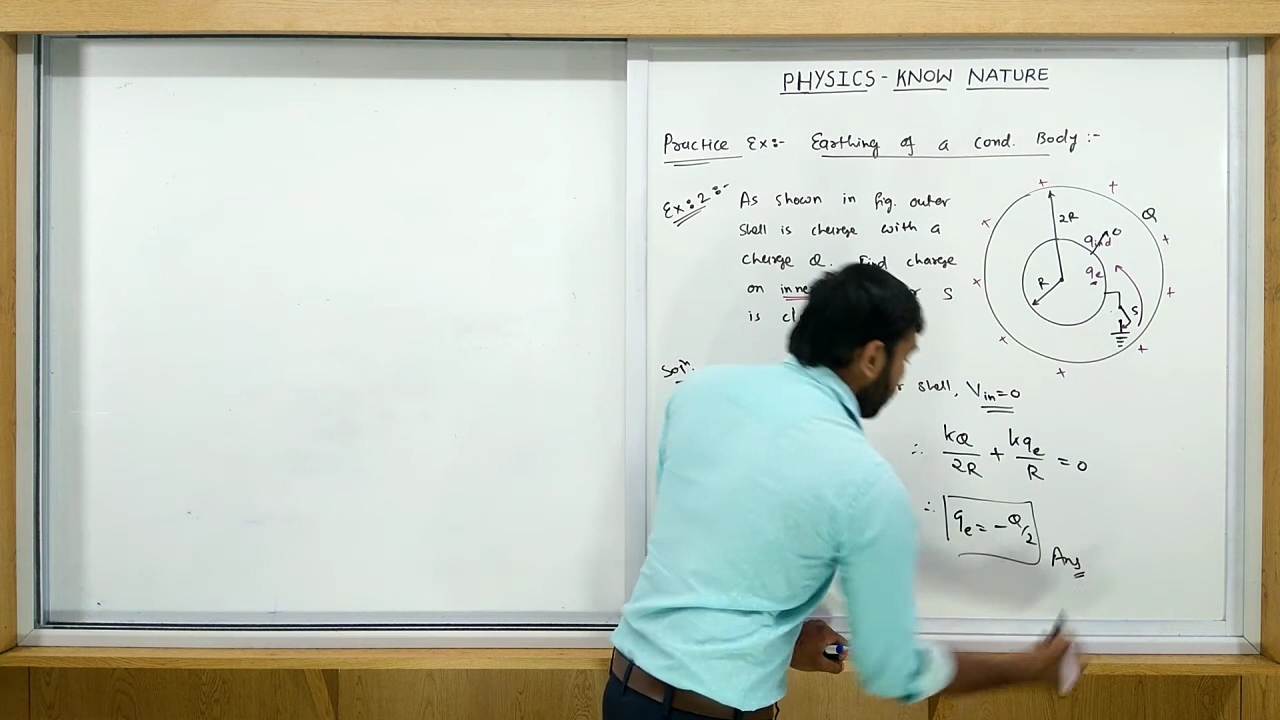 PHYSICS - KNOW NATURE
Practice Ex:- Earthing of a cond. Body :-
Ex:2:- As shown in fig. outer
shell is charge with a
charge Q. Find charge
on S
is
Soln.
shell, Vin=0
∴ kQ/2R + kqe/R = 0
∴ qe = -Q/2
Ans
2R
Q
qind 0
qe
R
S